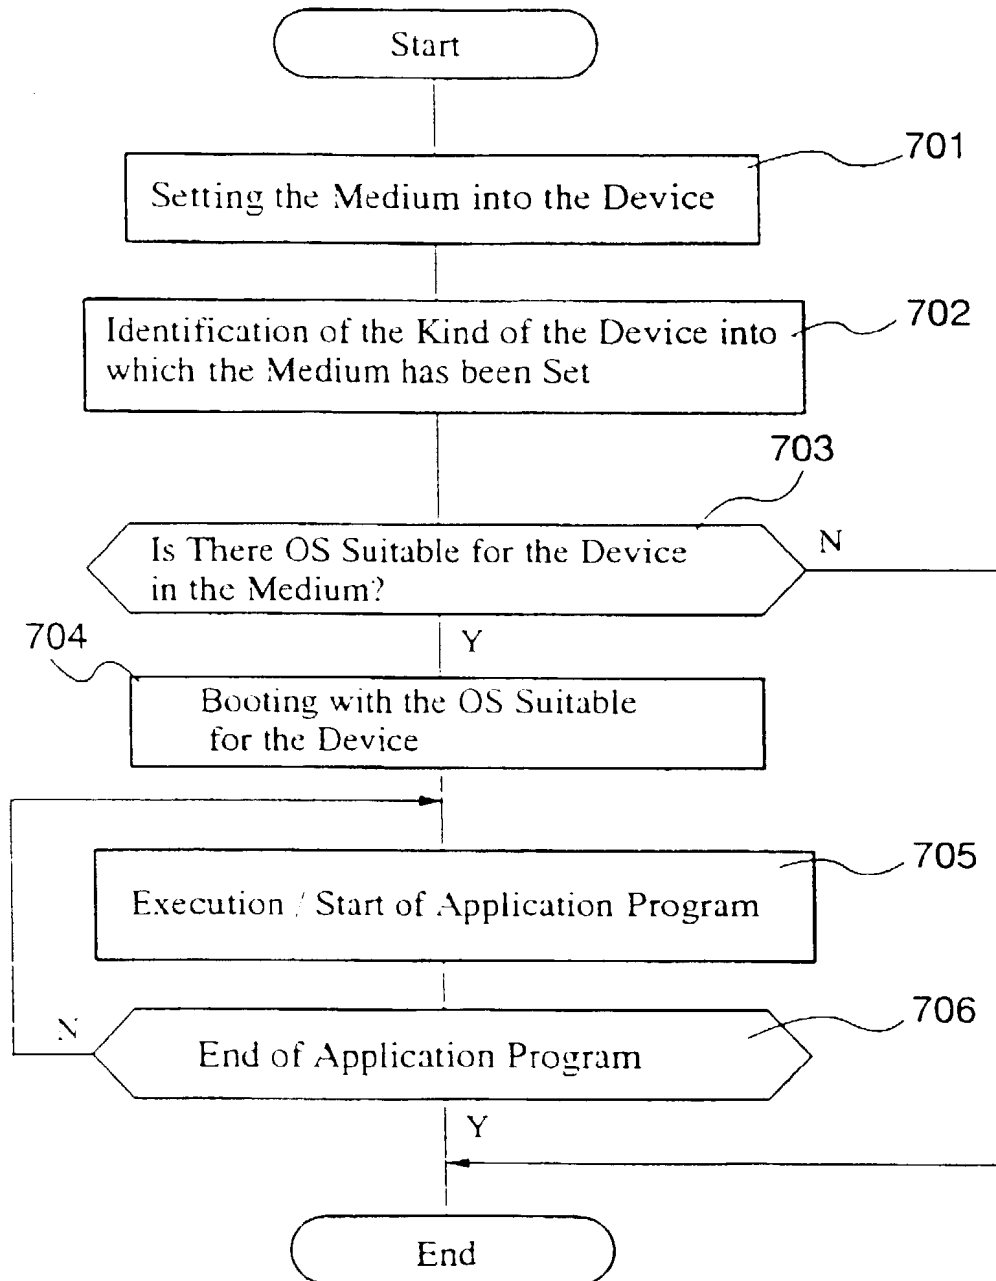 Start
701
Setting the Medium into the Device
702
Identification of the Kind of the Device into
which the Medium has been Set
703
Is There OS Suitable for the Device
in the Medium?
N
Y
704
Booting with the OS Suitable
for the Device
705
Execution / Start of Application Program
706
N
End of Application Program
Y
End